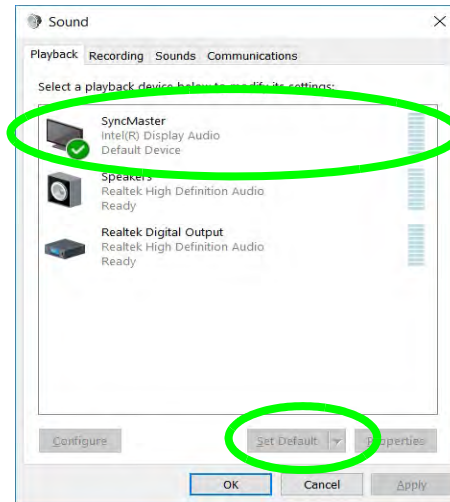 Sound
Playback Recording Sounds Communications
Select a playback device below to modify its settings:
SyncMaster
Intel(R) Display Audio
Default Device
Speakers
Realtek High Definition Audio
Ready
Realtek Digital Output
Realtek High Definition Audio
Ready
Configure Set Default Properties
OK Cancel Apply